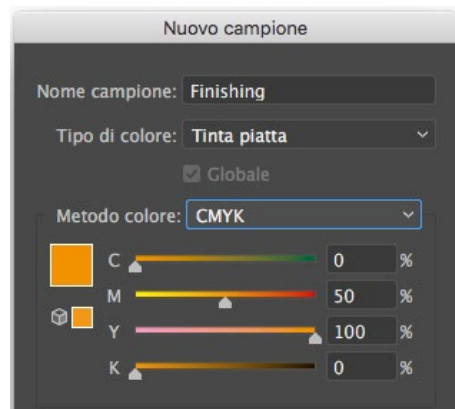 Nuovo campione
Nome campione: Finishing
Tipo di colore: Tinta piatta
Globale
Metodo colore: CMYK
C 0 %
M 50 %
Y 100 %
K 0 %